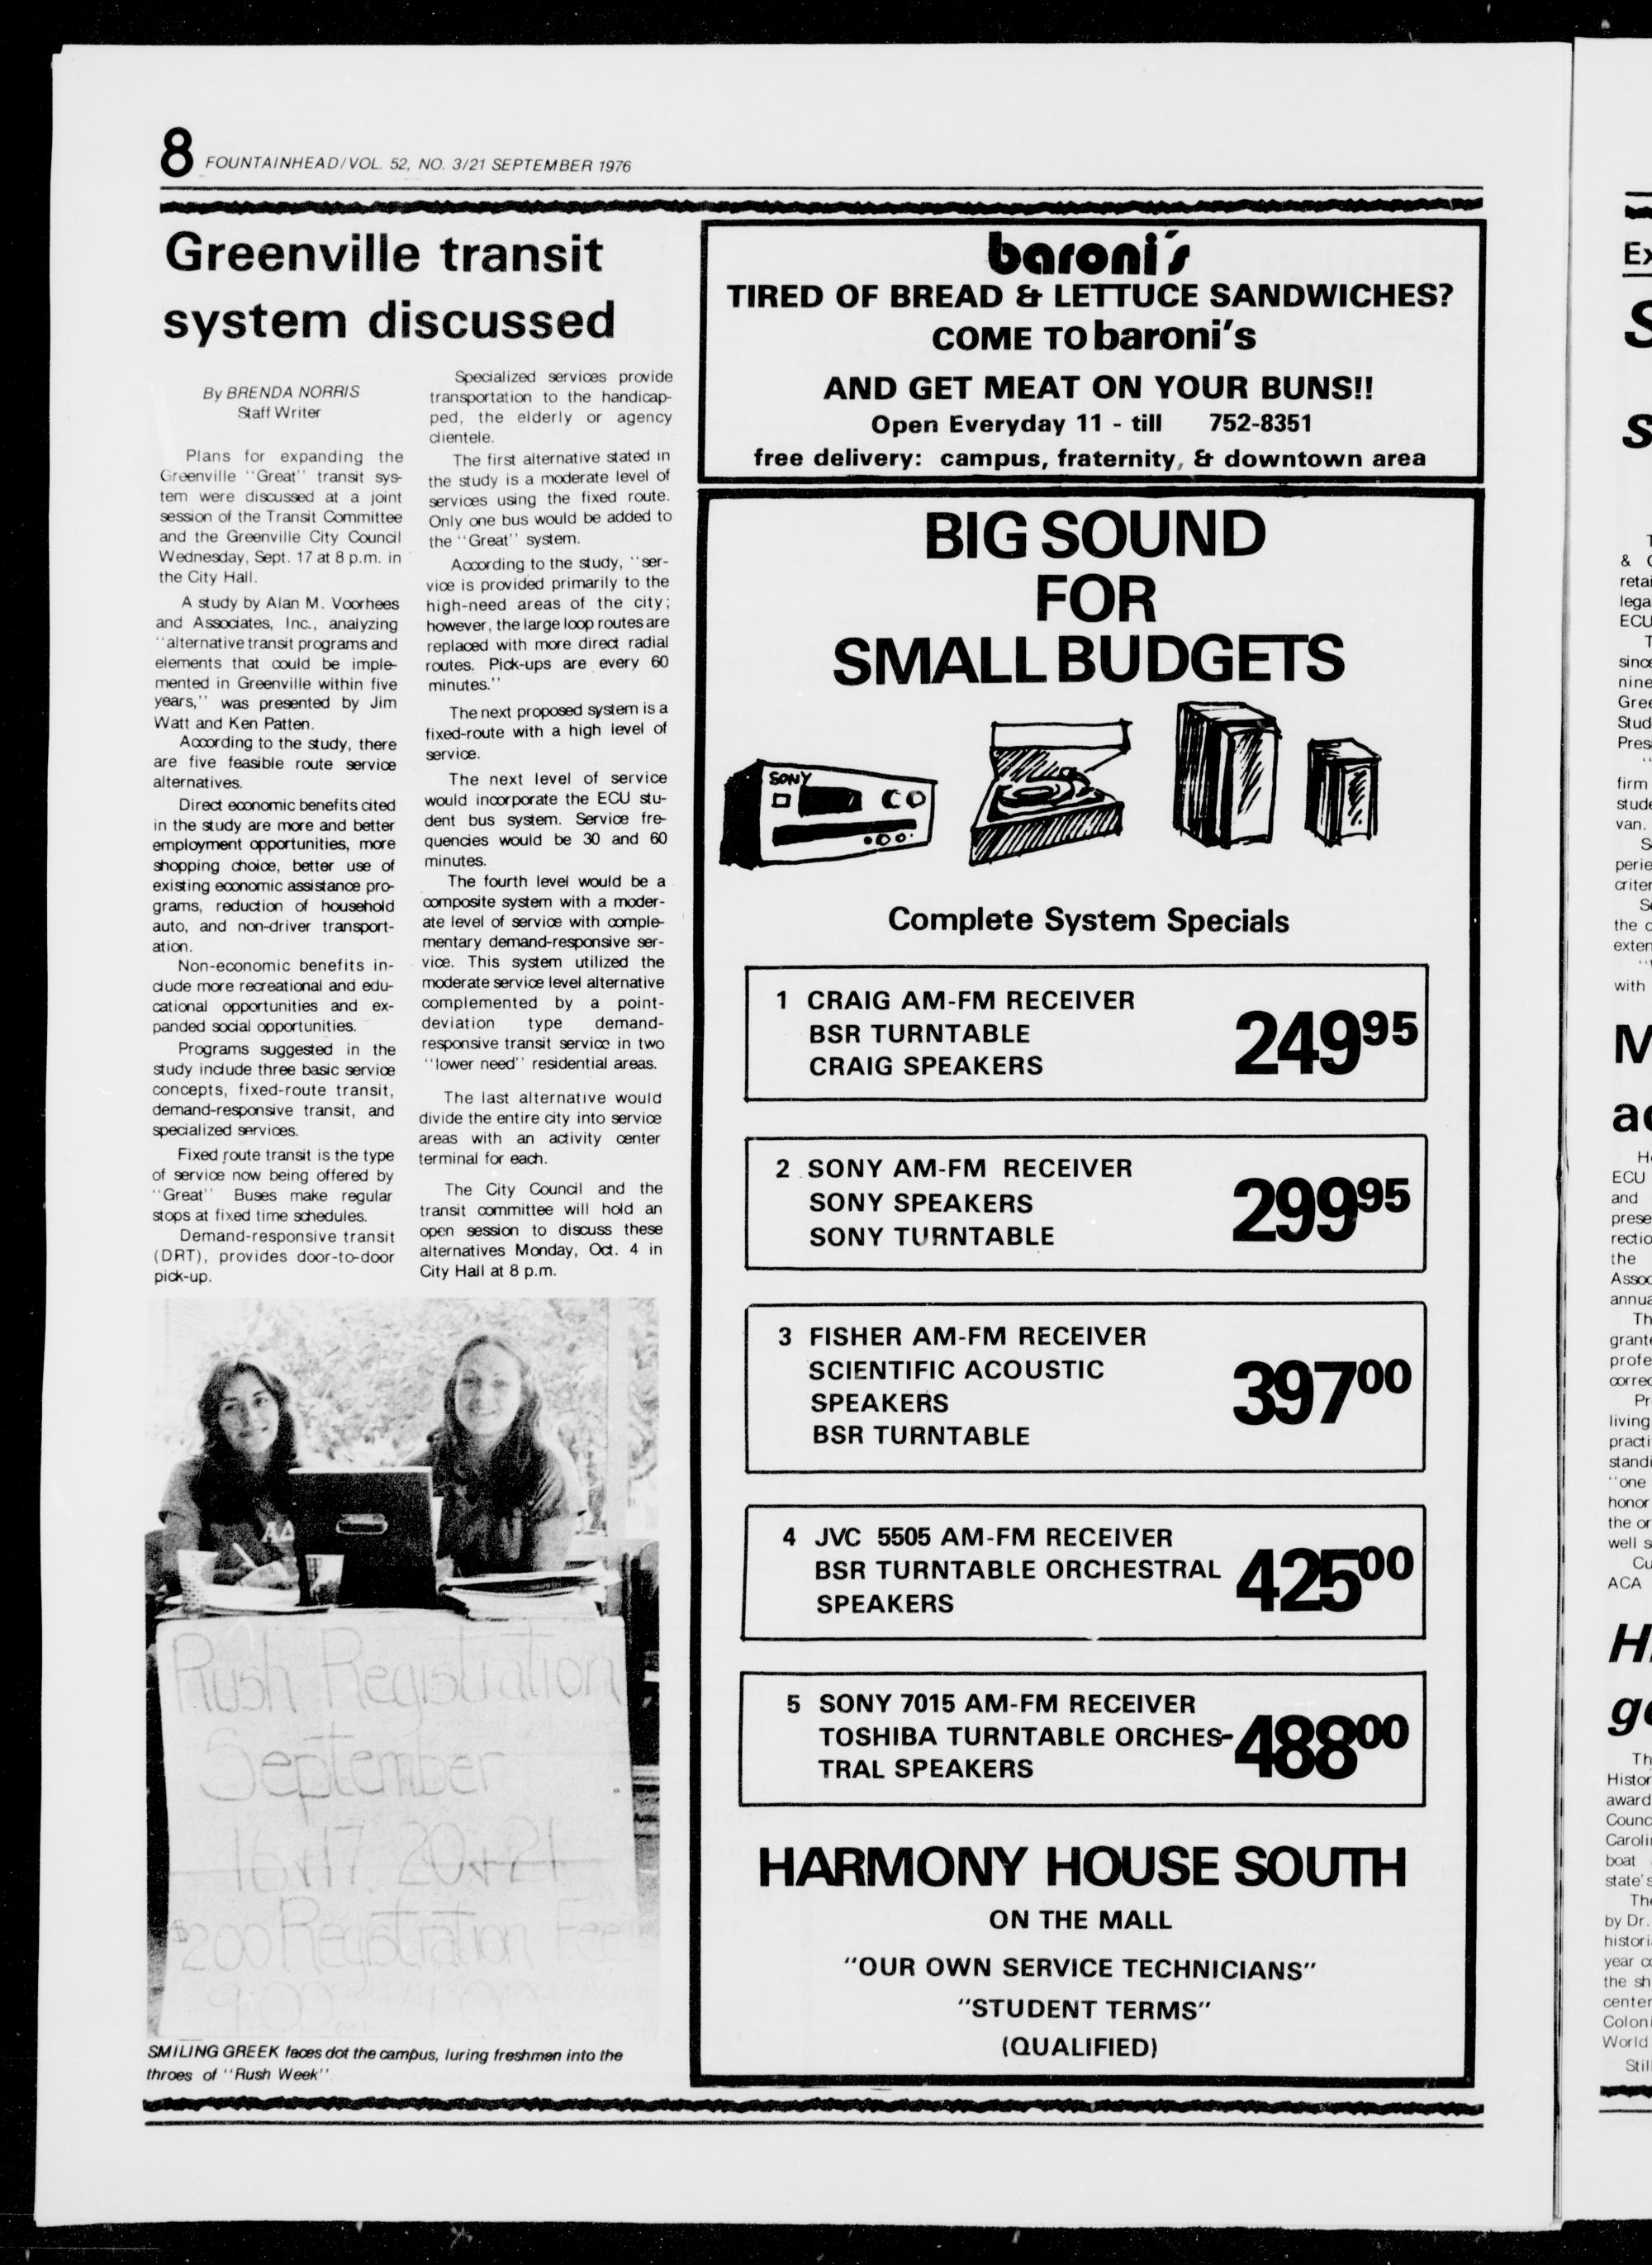 8 FOUNTAINHEAD/VOL. 52, NO. 3/21 SEPTEMBER 1976
Greenville transit
system discussed
By BRENDA NORRIS
Staff Writer
Plans for expanding the
Greenville ''Great'' transit sys-
tem were discussed at a joint
session of the Transit Committee
and the Greenville City Council
Wednesday, Sept. 17 at 8 p.m. in
the City Hall.
A study by Alan M. Voorhees
and Associates, Inc., analyzing
''alternative transit programs and
elements that could be imple-
mented in Greenville within five
years,'' was presented by Jim
Watt and Ken Patten.
According to the study, there
are five feasible route service
alternatives.
Direct economic benefits cited
in the study are more and better
employment opportunities, more
shopping choice, better use of
existing economic assistance pro-
grams, reduction of household
auto, and non-driver transport-
ation.
Non-economic benefits in-
clude more recreational and edu-
cational opportunities and ex-
panded social opportunities.
Programs suggested in the
study include three basic service
concepts, fixed-route transit,
demand-responsive transit, and
specialized services.
Fixed route transit is the type
of service now being offered by
''Great'' Buses make regular
stops at fixed time schedules.
Demand-responsive transit
(DRT), provides door-to-door
pick-up.
Specialized services provide
transportation to the handicap-
ped, the elderly or agency
clientele.
The first alternative stated in
the study is a moderate level of
services using the fixed route.
Only one bus would be added to
the ''Great'' system.
According to the study, ''ser-
vice is provided primarily to the
high-need areas of the city;
however, the large loop routes are
replaced with more direct radial
routes. Pick-ups are every 60
minutes.''
The next proposed system is a
fixed-route with a high level of
service.
The next level of service
would incorporate the ECU stu-
dent bus system. Service fre-
quencies would be 30 and 60
minutes.
The fourth level would be a
composite system with a moder-
ate level of service with comple-
mentary demand-responsive ser-
vice. This system utilized the
moderate service level alternative
complemented by a point-
deviation type demand-
responsive transit service in two
''lower need'' residential areas.
The last alternative would
divide the entire city into service
areas with an activity center
terminal for each.
The City Council and the
transit committee will hold an
open session to discuss these
alternatives Monday, Oct. 4 in
City Hall at 8 p.m.
ΑΔ
Rush Registration
September
16+17 20+21
$2.00 Registration Fee
9:00
SMILING GREEK faces dot the campus, luring freshmen into the
throes of ''Rush Week''.
baroni's
TIRED OF BREAD & LETTUCE SANDWICHES?
COME TO baroni's
AND GET MEAT ON YOUR BUNS!!
Open Everyday 11 - till 752-8351
free delivery: campus, fraternity, & downtown area
BIG SOUND
FOR
SMALL BUDGETS
SONY
Complete System Specials
1 CRAIG AM-FM RECEIVER
BSR TURNTABLE
CRAIG SPEAKERS
249 95
2 SONY AM-FM RECEIVER
SONY SPEAKERS
SONY TURNTABLE
299 95
3 FISHER AM-FM RECEIVER
SCIENTIFIC ACOUSTIC
SPEAKERS
BSR TURNTABLE
397 00
4 JVC 5505 AM-FM RECEIVER
BSR TURNTABLE ORCHESTRAL
SPEAKERS
425 00
5 SONY 7015 AM-FM RECEIVER
TOSHIBA TURNTABLE ORCHES-
TRAL SPEAKERS
488 00
HARMONY HOUSE SOUTH
ON THE MALL
"OUR OWN SERVICE TECHNICIANS"
"STUDENT TERMS"
(QUALIFIED)